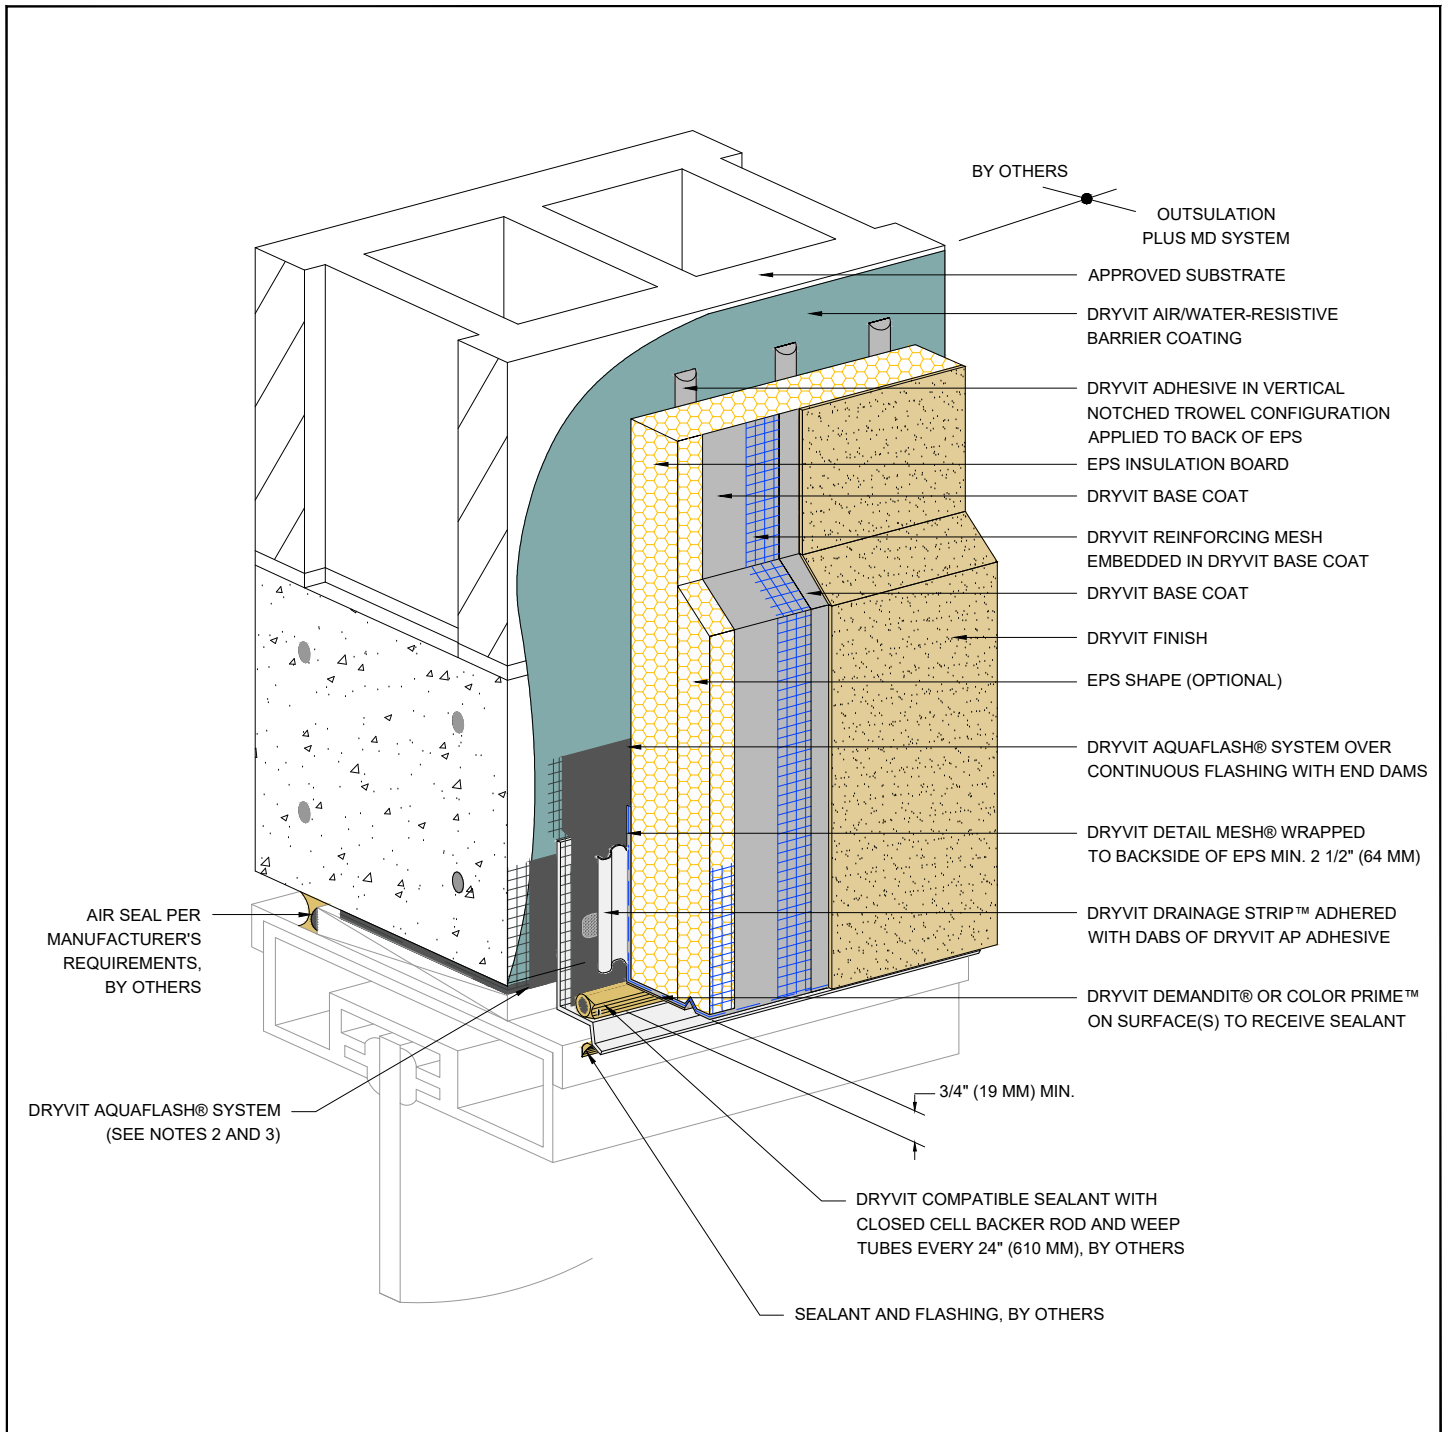 BY OTHERS
OUTSULATION
PLUS MD SYSTEM
APPROVED SUBSTRATE
DRYVIT AIR/WATER-RESISTIVE
BARRIER COATING
DRYVIT ADHESIVE IN VERTICAL
NOTCHED TROWEL CONFIGURATION
APPLIED TO BACK OF EPS
EPS INSULATION BOARD
DRYVIT BASE COAT
DRYVIT REINFORCING MESH
EMBEDDED IN DRYVIT BASE COAT
DRYVIT BASE COAT
DRYVIT FINISH
EPS SHAPE (OPTIONAL)
DRYVIT AQUAFLASH® SYSTEM OVER
CONTINUOUS FLASHING WITH END DAMS
DRYVIT DETAIL MESH® WRAPPED
TO BACKSIDE OF EPS MIN. 2 1/2" (64 MM)
DRYVIT DRAINAGE STRIP™ ADHERED
WITH DABS OF DRYVIT AP ADHESIVE
DRYVIT DEMANDIT® OR COLOR PRIME™
ON SURFACE(S) TO RECEIVE SEALANT
3/4" (19 MM) MIN.
DRYVIT COMPATIBLE SEALANT WITH
CLOSED CELL BACKER ROD AND WEEP
TUBES EVERY 24" (610 MM), BY OTHERS
SEALANT AND FLASHING, BY OTHERS
AIR SEAL PER
MANUFACTURER'S
REQUIREMENTS,
BY OTHERS
DRYVIT AQUAFLASH® SYSTEM
(SEE NOTES 2 AND 3)